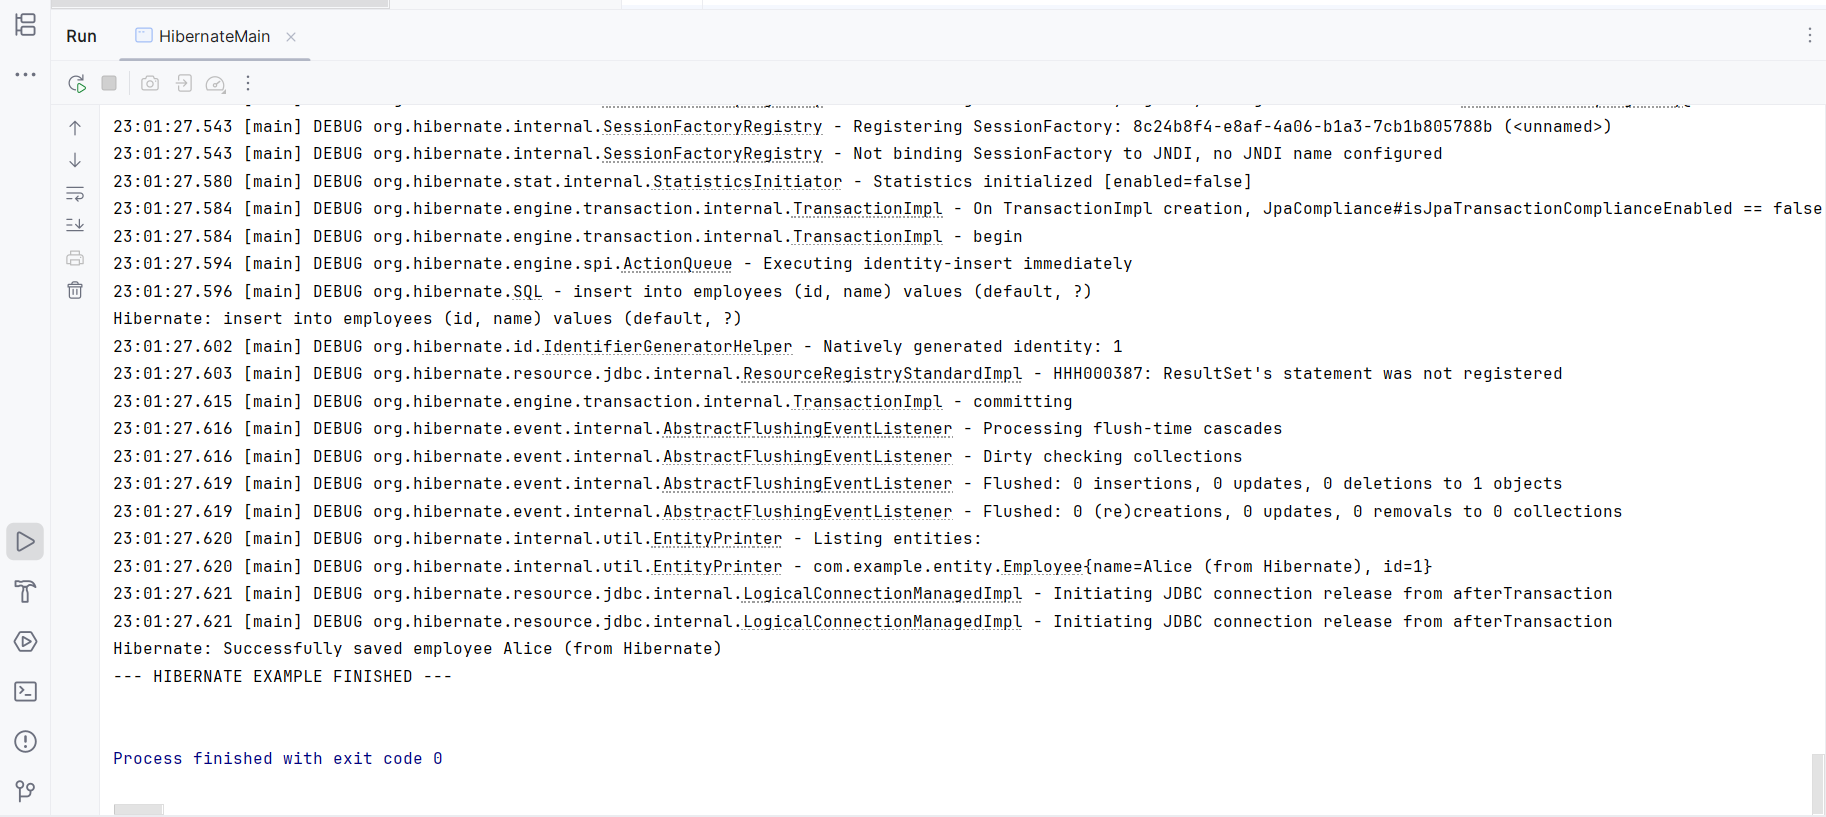 Run
HibernateMain
23:01:27.543 [main] DEBUG org.hibernate.internal.SessionFactoryRegistry - Registering SessionFactory: 8c24b8f4-e8af-4a06-b1a3-7cb1b805788b (<unnamed>)
23:01:27.543 [main] DEBUG org.hibernate.internal.SessionFactoryRegistry - Not binding SessionFactory to JNDI, no JNDI name configured
23:01:27.580 [main] DEBUG org.hibernate.stat.internal.StatisticsInitiator - Statistics initialized [enabled=false]
23:01:27.584 [main] DEBUG org.hibernate.engine.transaction.internal.TransactionImpl - On TransactionImpl creation, JpaCompliance#isJpaTransactionComplianceEnabled == false
23:01:27.584 [main] DEBUG org.hibernate.engine.transaction.internal.TransactionImpl - begin
23:01:27.594 [main] DEBUG org.hibernate.engine.spi.ActionQueue - Executing identity-insert immediately
23:01:27.596 [main] DEBUG org.hibernate.SQL - insert into employees (id, name) values (default, ?)
Hibernate: insert into employees (id, name) values (default, ?)
23:01:27.602 [main] DEBUG org.hibernate.id.IdentifierGeneratorHelper - Natively generated identity: 1
23:01:27.603 [main] DEBUG org.hibernate.resource.jdbc.internal.ResourceRegistryStandardImpl - HHH000387: ResultSet's statement was not registered
23:01:27.615 [main] DEBUG org.hibernate.engine.transaction.internal.TransactionImpl - committing
23:01:27.616 [main] DEBUG org.hibernate.event.internal.AbstractFlushingEventListener - Processing flush-time cascades
23:01:27.616 [main] DEBUG org.hibernate.event.internal.AbstractFlushingEventListener - Dirty checking collections
23:01:27.619 [main] DEBUG org.hibernate.event.internal.AbstractFlushingEventListener - Flushed: 0 insertions, 0 updates, 0 deletions to 1 objects
23:01:27.619 [main] DEBUG org.hibernate.event.internal.AbstractFlushingEventListener - Flushed: 0 (re)creations, 0 updates, 0 removals to 0 collections
23:01:27.620 [main] DEBUG org.hibernate.internal.util.EntityPrinter - Listing entities:
23:01:27.620 [main] DEBUG org.hibernate.internal.util.EntityPrinter - com.example.entity.Employee{name=Alice (from Hibernate), id=1}
23:01:27.621 [main] DEBUG org.hibernate.resource.jdbc.internal.LogicalConnectionManagedImpl - Initiating JDBC connection release from afterTransaction
23:01:27.621 [main] DEBUG org.hibernate.resource.jdbc.internal.LogicalConnectionManagedImpl - Initiating JDBC connection release from afterTransaction
Hibernate: Successfully saved employee Alice (from Hibernate)
--- HIBERNATE EXAMPLE FINISHED ---
Process finished with exit code 0